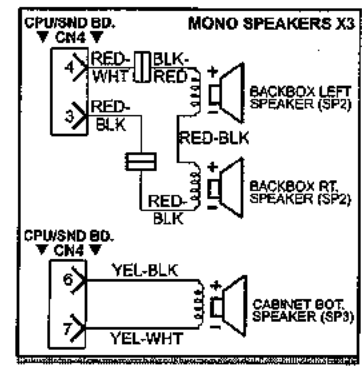 CPU/SND BD.
MONO SPEAKERS X3
CN4
4
RED-
WHT
BLK-
RED
+
BACKBOX LEFT
SPEAKER (SP2)
-
3
RED-
BLK
RED-BLK
+
BACKBOX RT.
SPEAKER (SP2)
-
RED-
BLK
CPU/SND BD.
CN4
6
YEL-BLK
+
CABINET BOT.
SPEAKER (SP3)
-
7
YEL-WHT